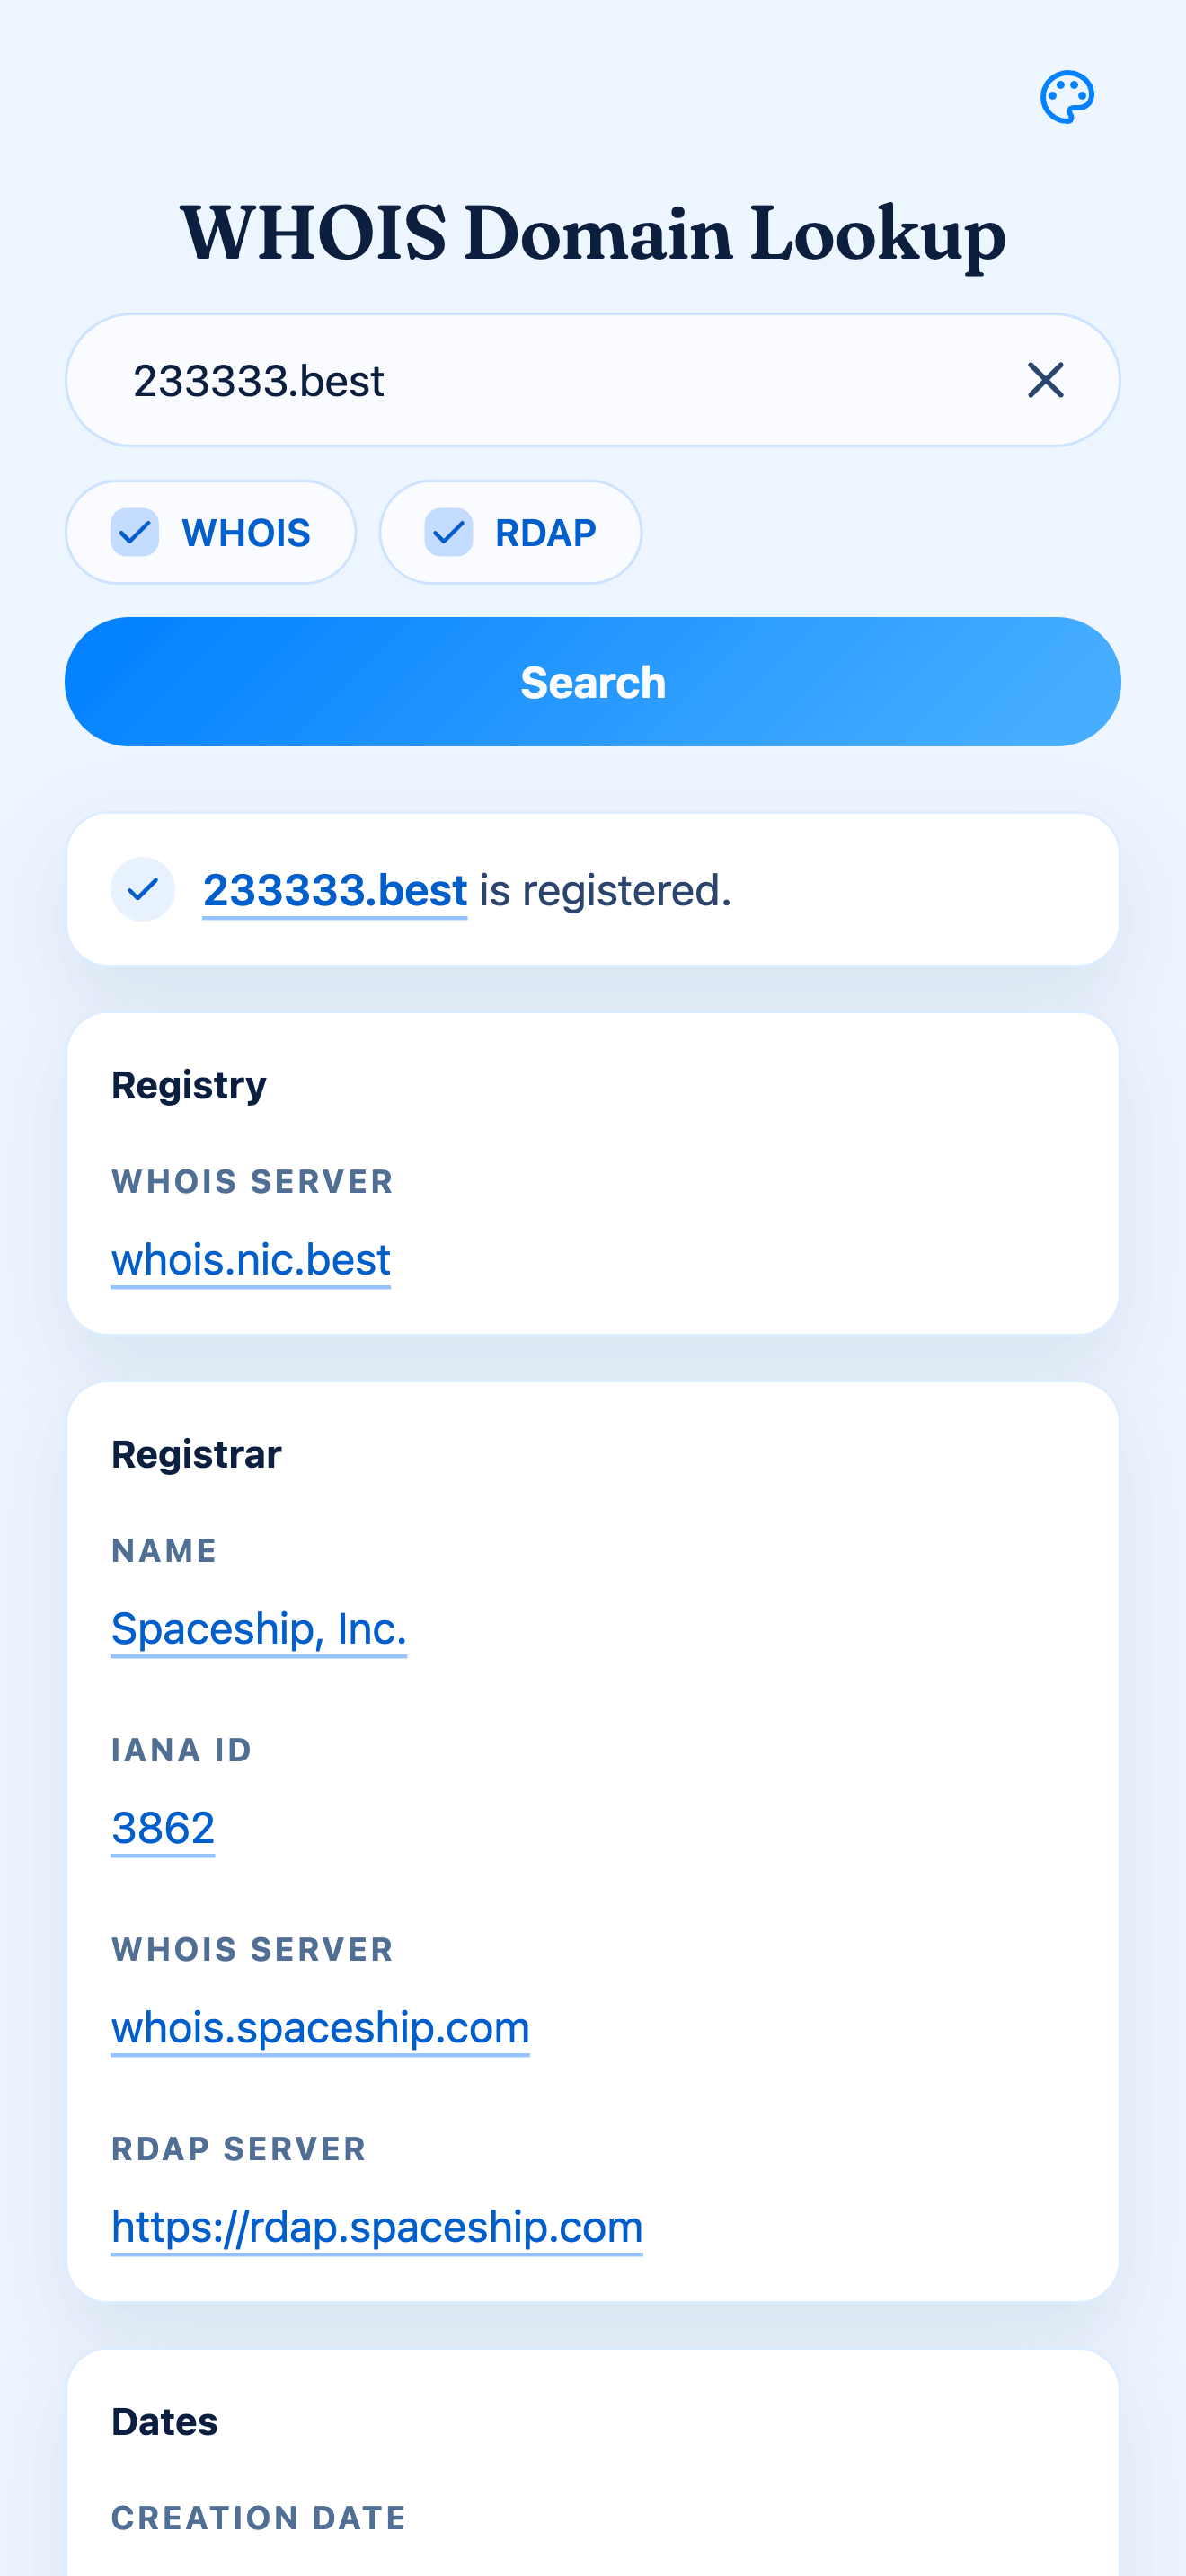 WHOIS Domain Lookup
233333.best
WHOIS RDAP
Search
233333.best is registered.
Registry
WHOIS SERVER
whois.nic.best
Registrar
NAME
Spaceship, Inc.
IANA ID
3862
WHOIS SERVER
whois.spaceship.com
RDAP SERVER
https://rdap.spaceship.com
Dates
CREATION DATE